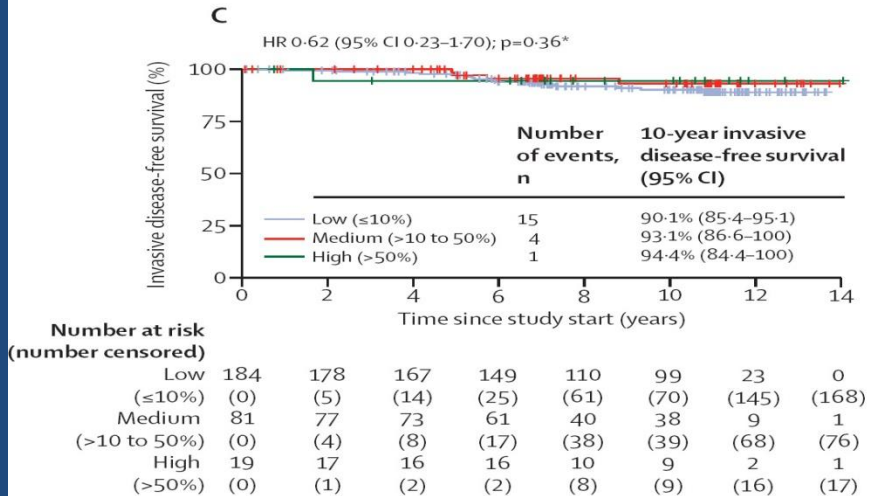 C
HR 0·62 (95% CI 0·23–1·70); p=0·36*
Invasive disease-free survival (%)
100
75
50
25
0
Number of events, n
10-year invasive disease-free survival (95% CI)
Low (≤10%) 15 90·1% (85·4–95·1)
Medium (>10 to 50%) 4 93·1% (86·6–100)
High (>50%) 1 94·4% (84·4–100)
0 2 4 6 8 10 12 14
Time since study start (years)
Number at risk
(number censored)
Low 184 178 167 149 110 99 23 0
(≤10%) (0) (5) (14) (25) (61) (70) (145) (168)
Medium 81 77 73 61 40 38 9 1
(>10 to 50%) (0) (4) (8) (17) (38) (39) (68) (76)
High 19 17 16 16 10 9 2 1
(>50%) (0) (1) (2) (2) (8) (9) (16) (17)